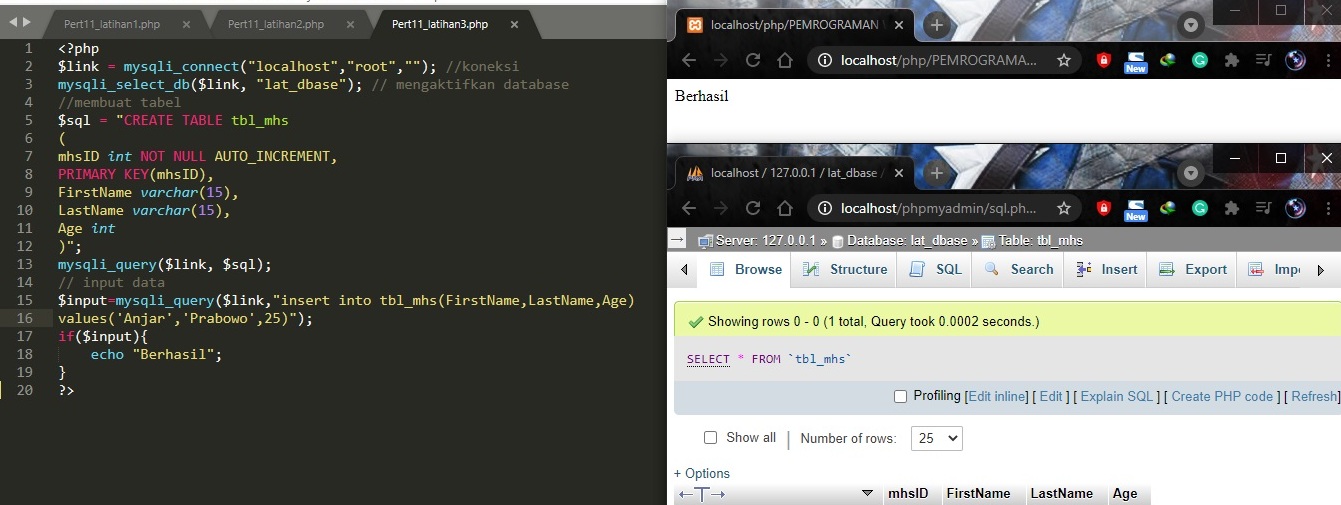 Pert11_latihan1.php
Pert11_latihan2.php
Pert11_latihan3.php
1 <?php
2 $link = mysqli_connect("localhost","root",""); //koneksi
3 mysqli_select_db($link, "lat_dbase"); // mengaktifkan database
4 //membuat tabel
5 $sql = "CREATE TABLE tbl_mhs
6 (
7 mhsID int NOT NULL AUTO_INCREMENT,
8 PRIMARY KEY(mhsID),
9 FirstName varchar(15),
10 LastName varchar(15),
11 Age int
12 )";
13 mysqli_query($link, $sql);
14 // input data
15 $input=mysqli_query($link,"insert into tbl_mhs(FirstName,LastName,Age)
16 values('Anjar','Prabowo',25)");
17 if($input){
18 echo "Berhasil";
19 }
20 ?>
localhost/php/PEMROGRAMAN
localhost/php/PEMROGRAMA...
New
Berhasil
localhost / 127.0.0.1 / lat_dbase /
localhost/phpmyadmin/sql.ph...
New
Server: 127.0.0.1 » Database: lat_dbase » Table: tbl_mhs
Browse Structure SQL Search Insert Export Impo
Showing rows 0 - 0 (1 total, Query took 0.0002 seconds.)
SELECT * FROM `tbl_mhs`
Profiling [Edit inline] [ Edit ] [ Explain SQL ] [ Create PHP code ] [ Refresh]
Show all | Number of rows: 25
+ Options
←T→ mhsID FirstName LastName Age